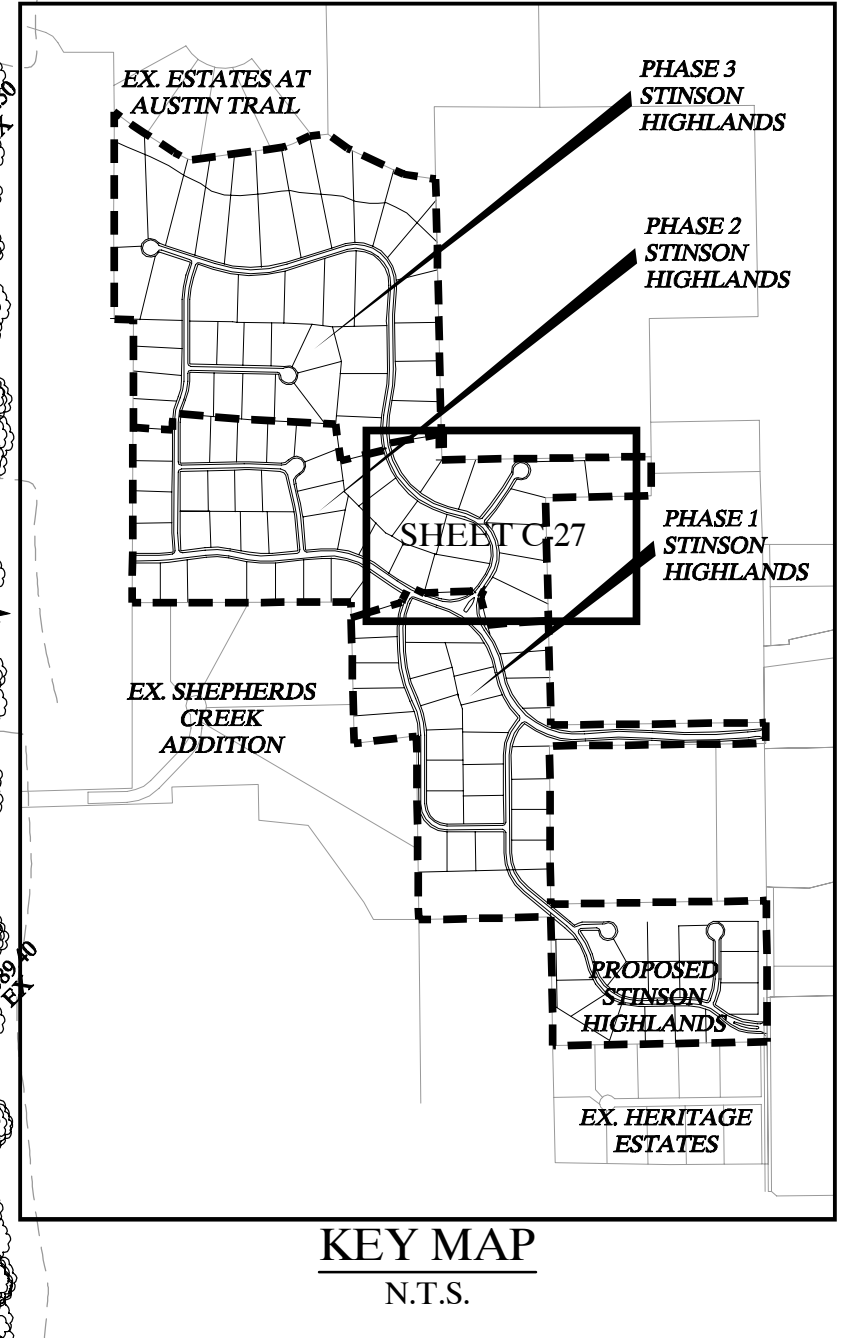 EX. ESTATES AT
AUSTIN TRAIL
PHASE 3
STINSON
HIGHLANDS
PHASE 2
STINSON
HIGHLANDS
SHEET C-27
PHASE 1
STINSON
HIGHLANDS
EX. SHEPHERDS
CREEK
ADDITION
PROPOSED
STINSON
HIGHLANDS
EX. HERITAGE
ESTATES
KEY MAP
N.T.S.